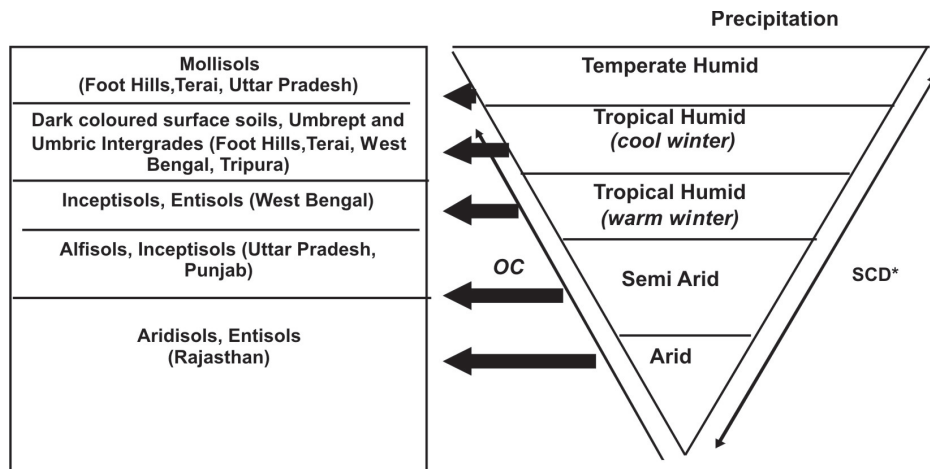 Precipitation
Mollisols
(Foot Hills,Terai, Uttar Pradesh)
Dark coloured surface soils, Umbrept and
Umbric Intergrades (Foot Hills,Terai, West
Bengal, Tripura)
Inceptisols, Entisols (West Bengal)
Alfisols, Inceptisols (Uttar Pradesh,
Punjab)
Aridisols, Entisols
(Rajasthan)
OC
Temperate Humid
Tropical Humid
(cool winter)
Tropical Humid
(warm winter)
Semi Arid
Arid
SCD*